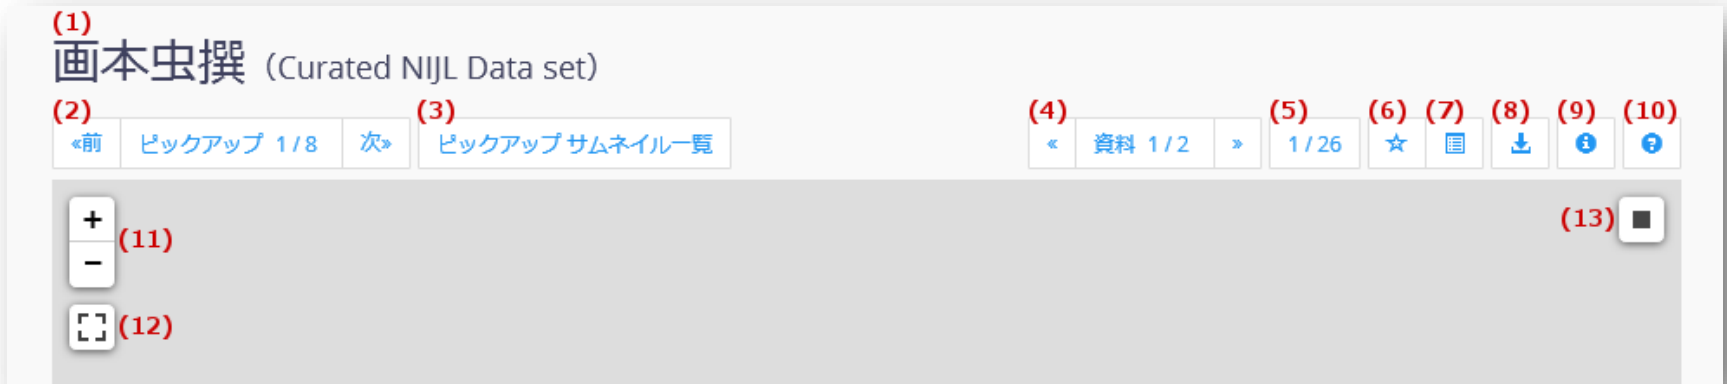 (1)
画本虫撰（Curated NIJL Data set）
(2) (3) (4) (5) (6) (7) (8) (9) (10)
«前 ピックアップ 1 / 8 次» ピックアップ サムネイル一覧 « 資料 1 / 2 » 1 / 26
+ (13)
(11)
−
(12)